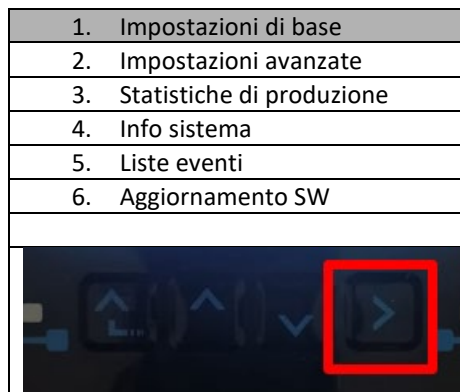 1. Impostazioni di base
2. Impostazioni avanzate
3. Statistiche di produzione
4. Info sistema
5. Liste eventi
6. Aggiornamento SW